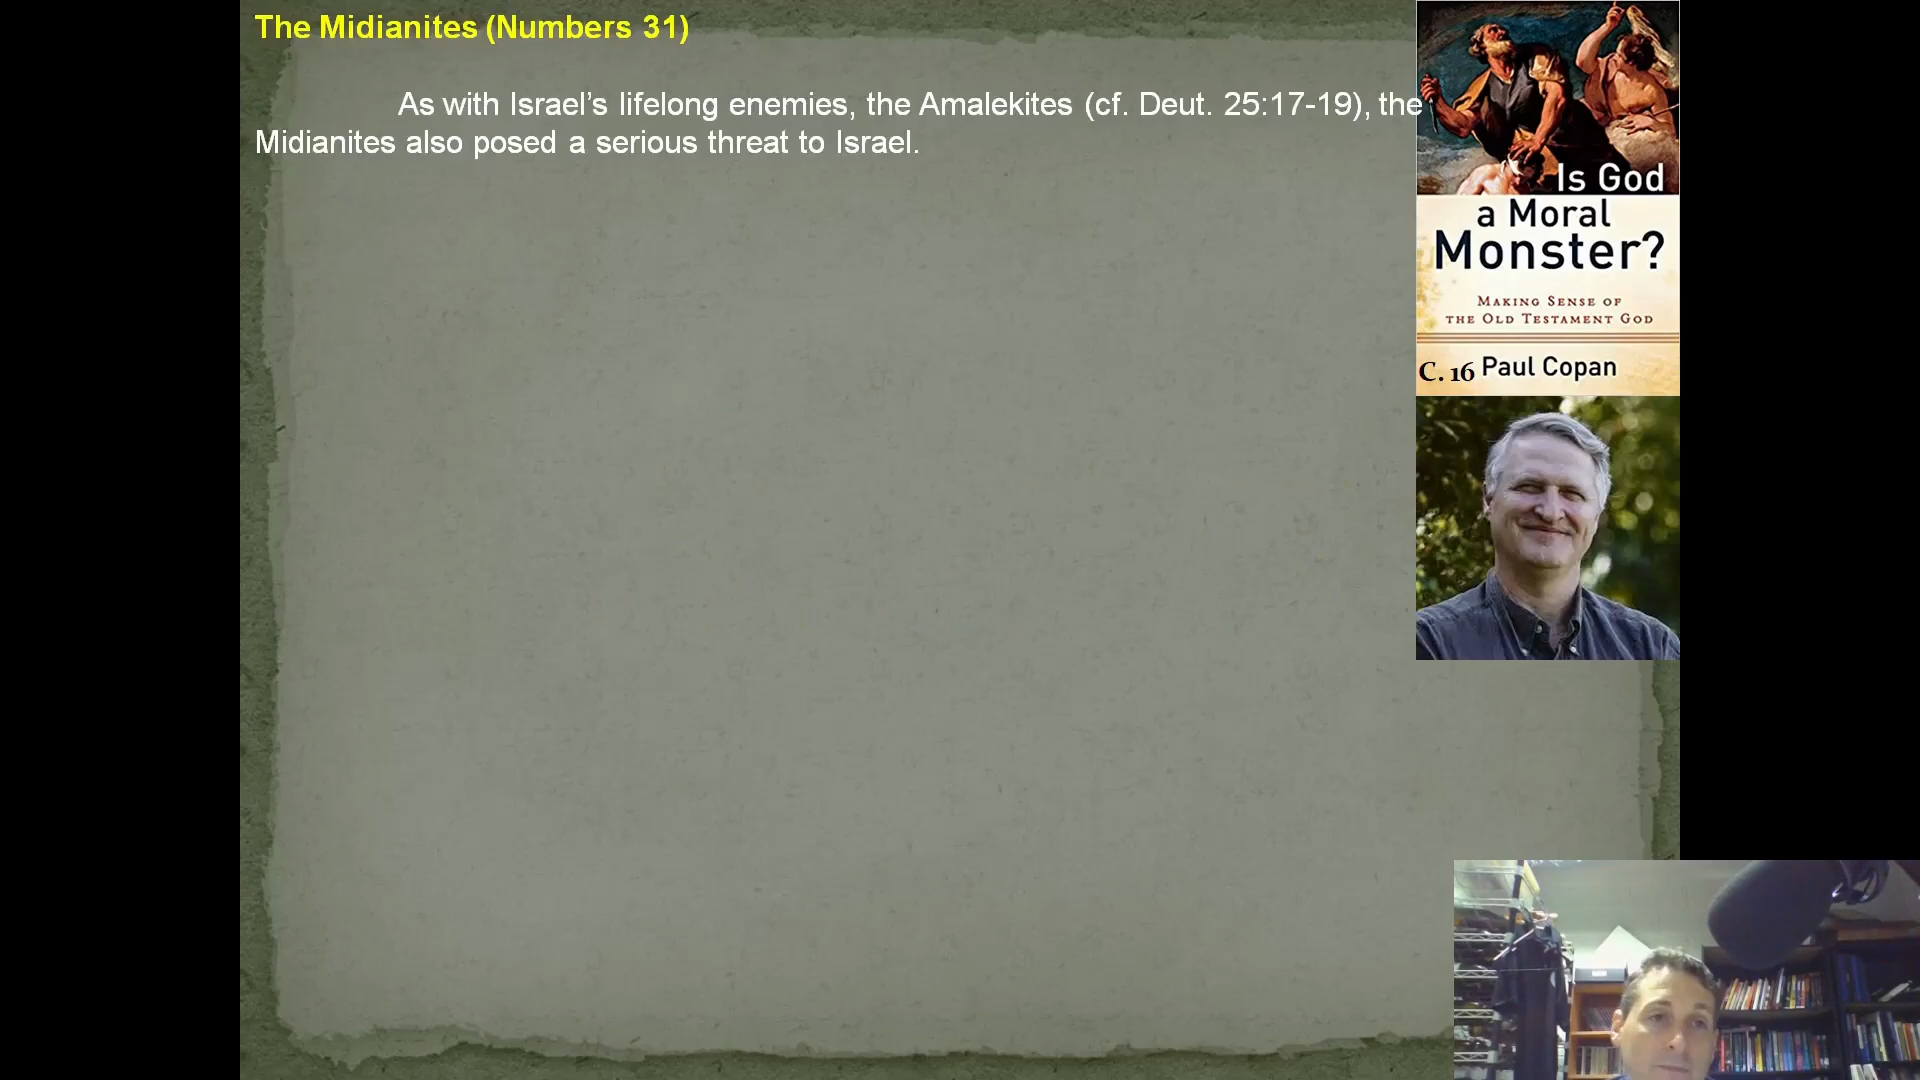 The Midianites (Numbers 31)
As with Israel’s lifelong enemies, the Amalekites (cf. Deut. 25:17-19), the
Midianites also posed a serious threat to Israel.
Is God
a Moral
Monster?
Making Sense of
the Old Testament God
C. 16 Paul Copan